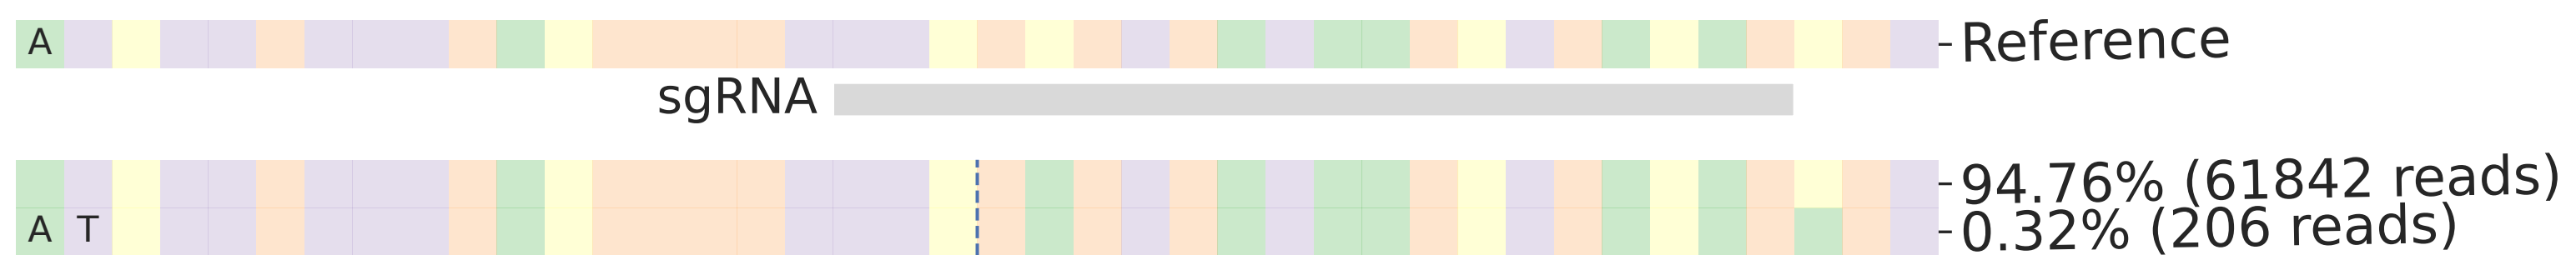 A Reference
sgRNA
94.76% (61842 reads)
A T 0.32% (206 reads)